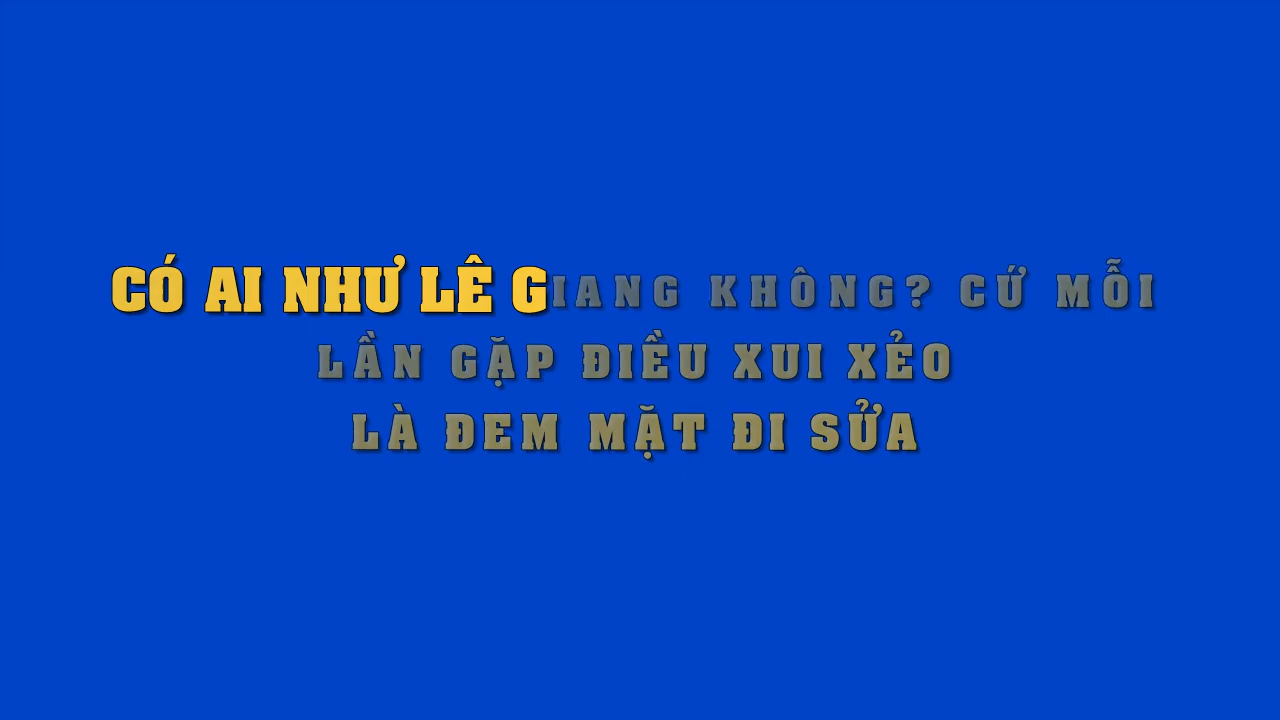 CÓ AI NHƯ LÊ GIANG KHÔNG? CỨ MỖI
LẦN GẶP ĐIỀU XUI XẺO
LÀ ĐEM MẶT ĐI SỬA